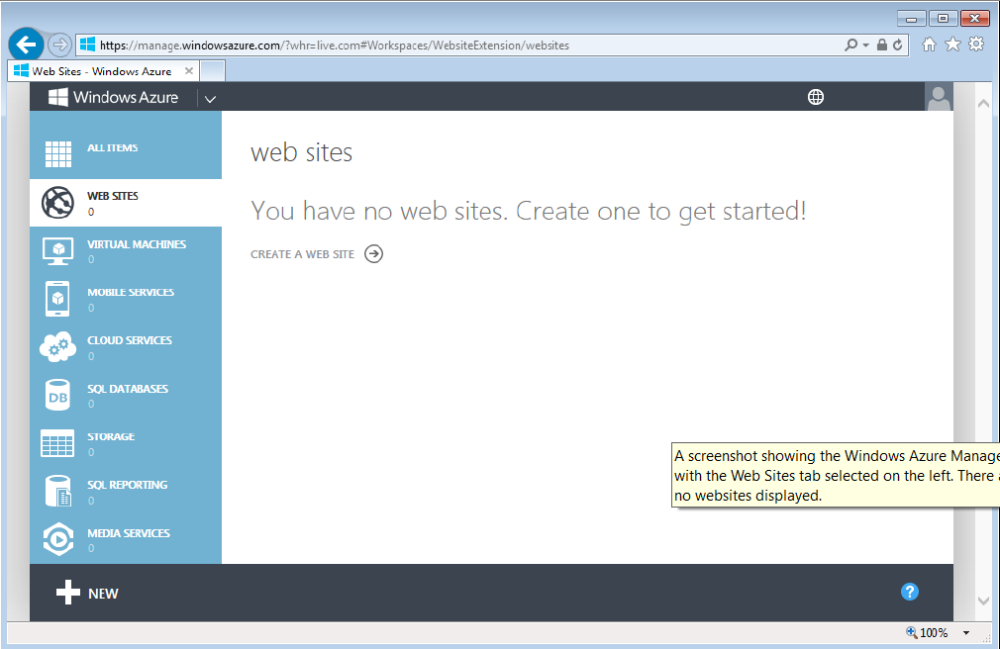 https://manage.windowsazure.com/?whr=live.com#Workspaces/WebsiteExtension/websites
Web Sites - Windows Azure
Windows Azure
ALL ITEMS
WEB SITES
0
VIRTUAL MACHINES
0
MOBILE SERVICES
0
CLOUD SERVICES
0
DB
SQL DATABASES
0
STORAGE
0
SQL REPORTING
0
MEDIA SERVICES
0
web sites
You have no web sites. Create one to get started!
CREATE A WEB SITE
A screenshot showing the Windows Azure Manage
with the Web Sites tab selected on the left. There a
no websites displayed.
NEW
?
100%